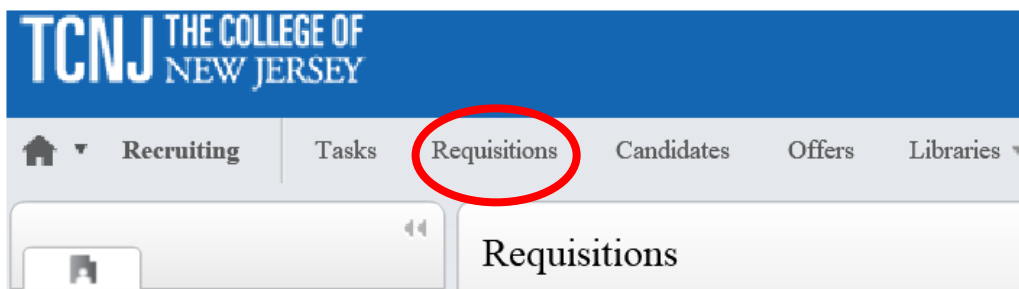 TCNJ THE COLLEGE OF
NEW JERSEY
Recruiting Tasks Requisitions Candidates Offers Libraries
Requisitions